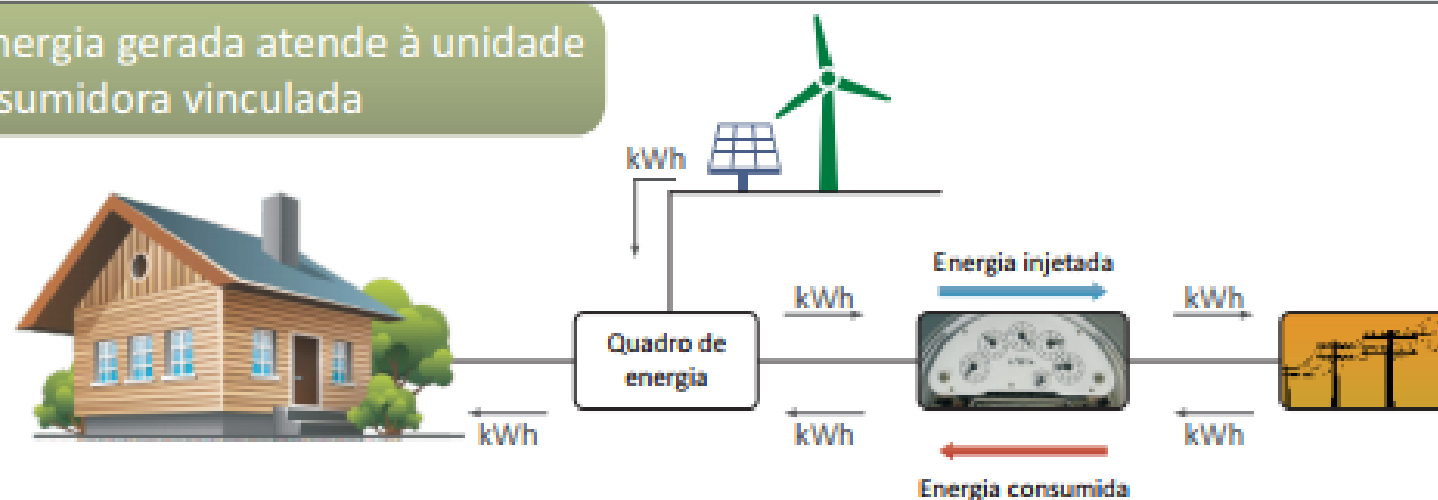 nergia gerada atende à unidade
sumidora vinculada
kWh
Energia injetada
kWh
kWh
Quadro de
energia
kWh
kWh
kWh
Energia consumida